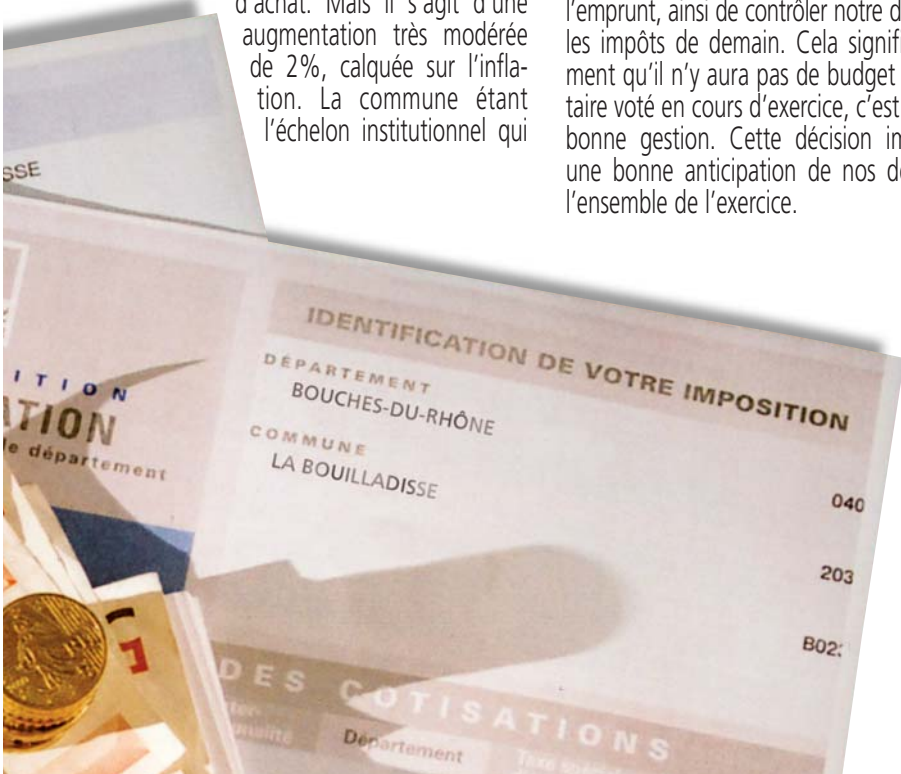 d'achat. Mais il s'agit d'une
augmentation très modérée
de 2%, calquée sur l'infla-
tion. La commune étant
l'échelon institutionnel qui
l'emprunt, ainsi de contrôler notre d
les impôts de demain. Cela signifi
ment qu'il n'y aura pas de budget
taire voté en cours d'exercice, c'est
bonne gestion. Cette décision im
une bonne anticipation de nos d
l'ensemble de l'exercice.
SSE
ITION
TION
e département
IDENTIFICATION DE VOTRE IMPOSITION
DÉPARTEMENT
BOUCHES-DU-RHÔNE
COMMUNE
LA BOUILLADISSE
040
203
B02
DES COTISATIONS
Département